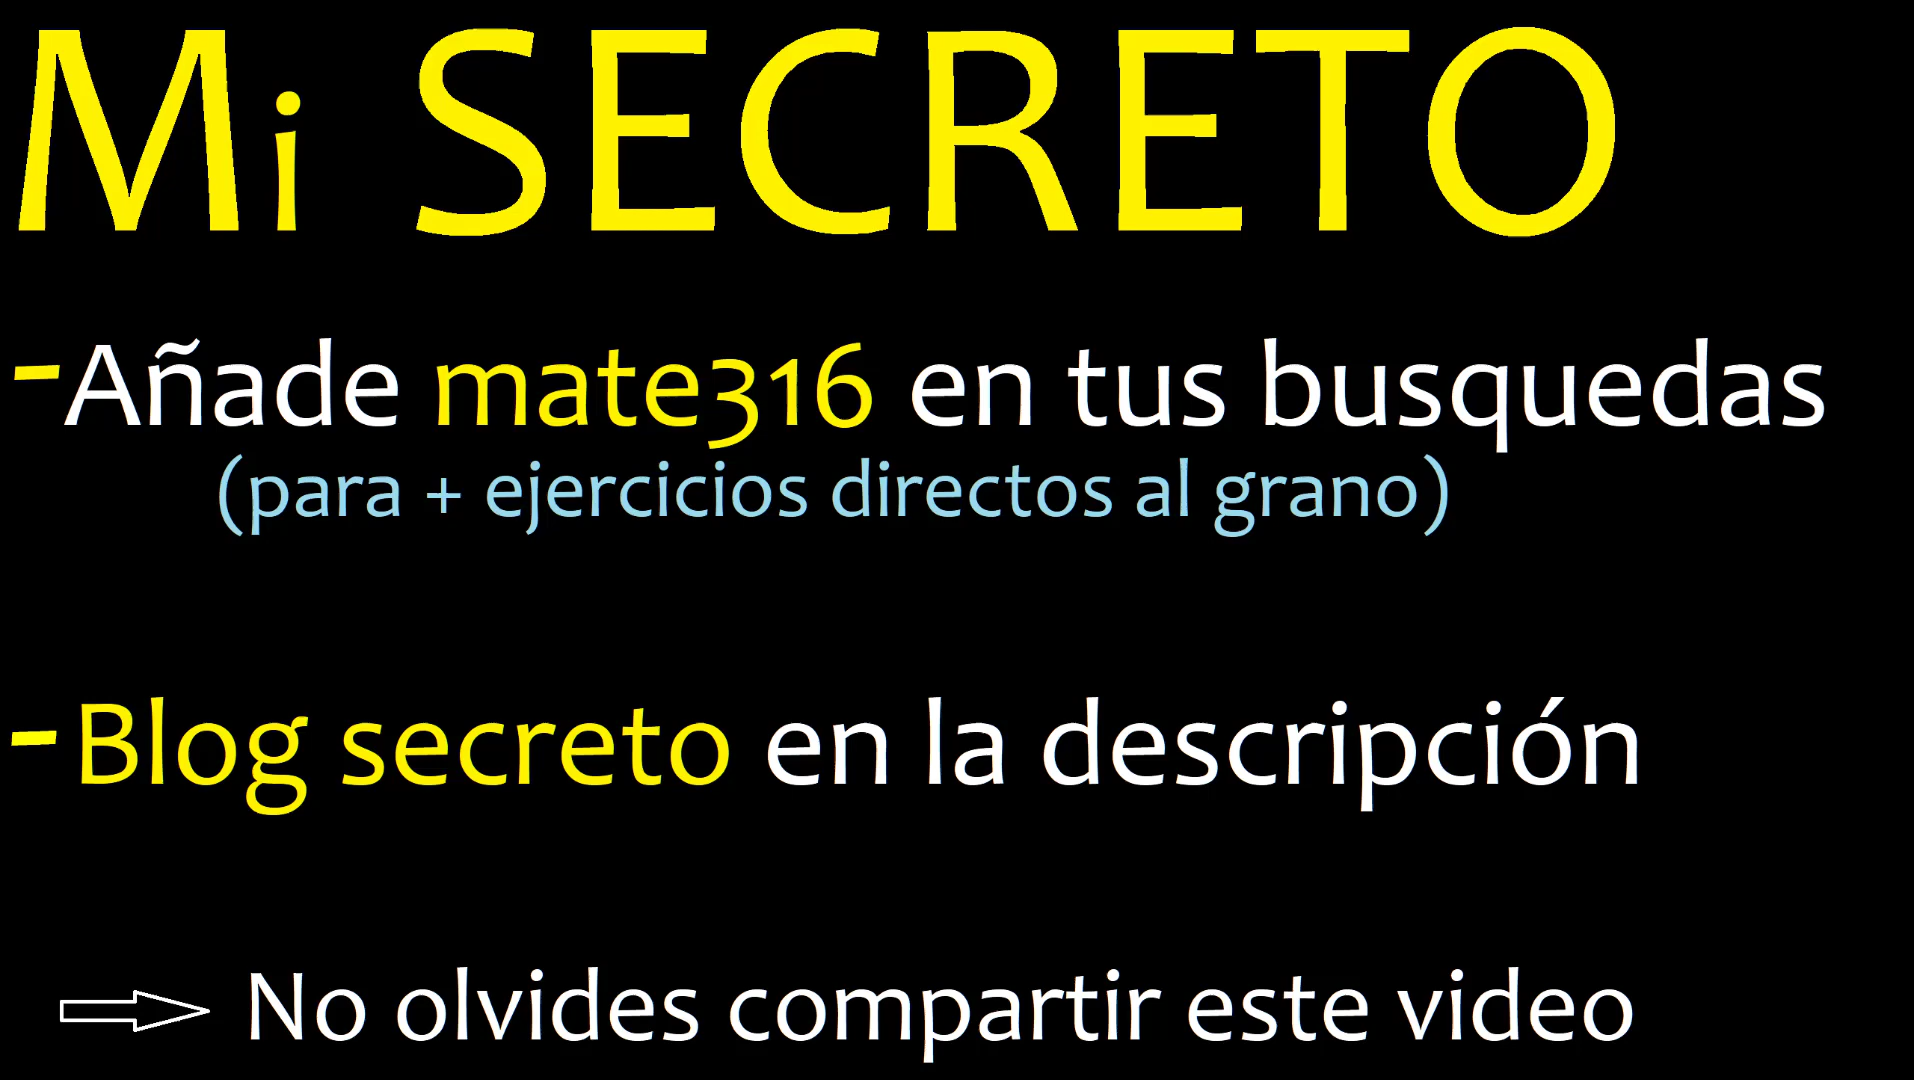 Mi SECRETO
-Añade mate316 en tus busquedas
(para + ejercicios directos al grano)
-Blog secreto en la descripción
No olvides compartir este video